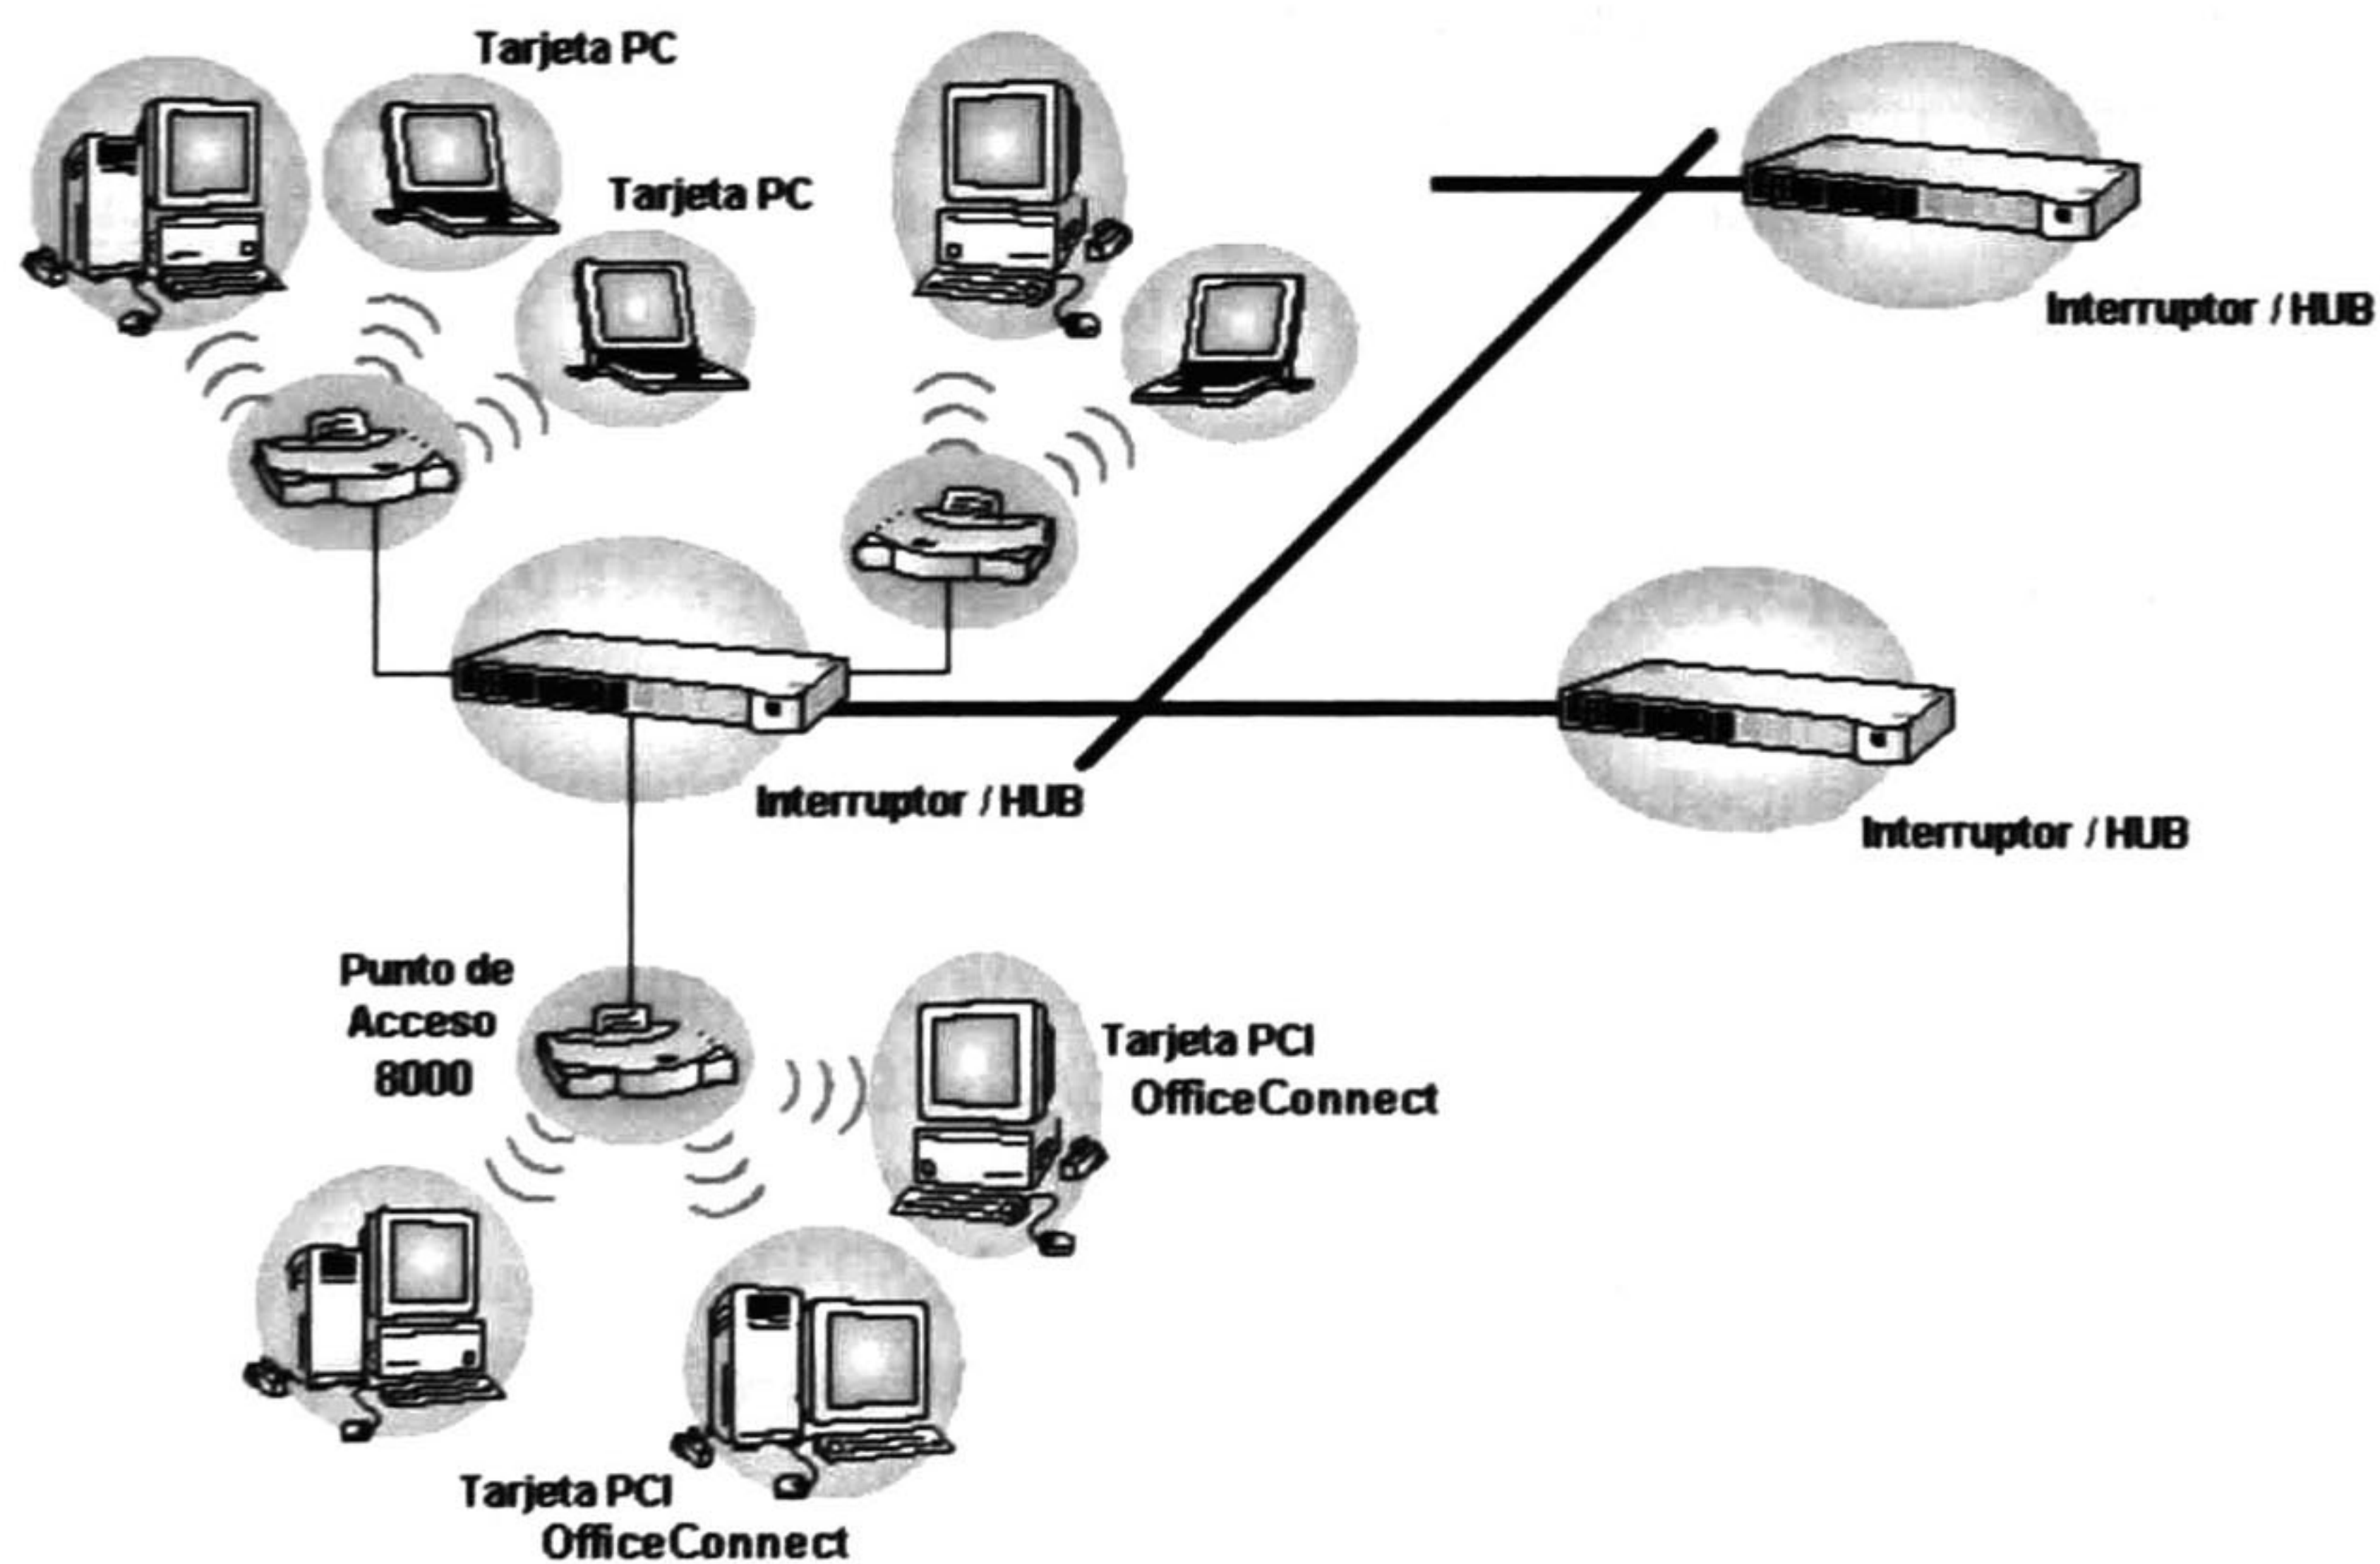 Tarjeta PC
Tarjeta PC
Interruptor / HUB
Interruptor / HUB
Interruptor / HUB
Punto de
Acceso
8000
Tarjeta PCI
OfficeConnect
Tarjeta PCI
OfficeConnect